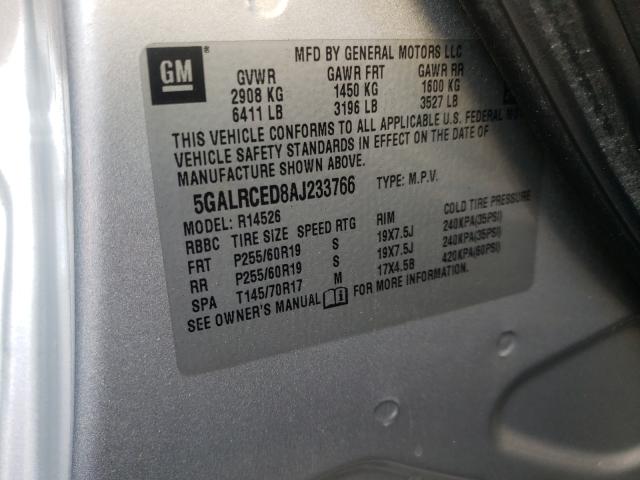 GM
MFD BY GENERAL MOTORS LLC
GVWR GAWR FRT GAWR RR
2908 KG 1450 KG 1600 KG
6411 LB 3196 LB 3527 LB
THIS VEHICLE CONFORMS TO ALL APPLICABLE U.S. FEDERAL
VEHICLE SAFETY STANDARDS IN EFFECT ON THE DATE OF
MANUFACTURE SHOWN ABOVE.
5GALRCED8AJ233766 TYPE: M.P.V.
MODEL: R14526
RBBC TIRE SIZE SPEED RTG RIM COLD TIRE PRESSURE
FRT P255/60R19 S 19X7.5J 240KPA(35PSI)
RR P255/60R19 S 19X7.5J 240KPA(35PSI)
SPA T145/70R17 M 17X4.5B 420KPA(60PSI)
SEE OWNER'S MANUAL FOR MORE INFORMATION.